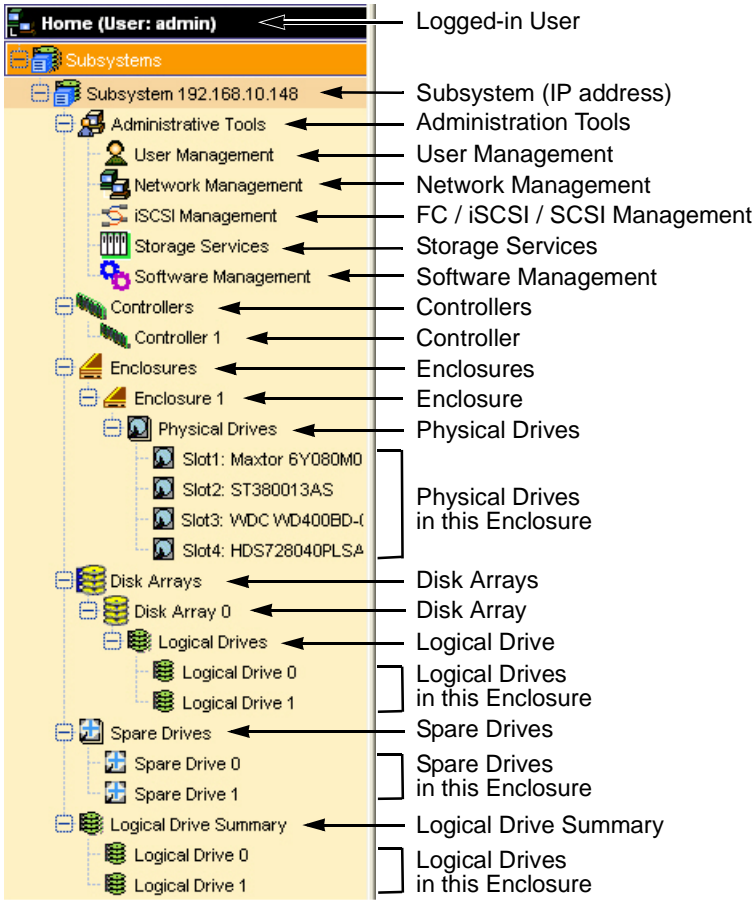 Home (User: admin) Logged-in User
Subsystems
Subsystem 192.168.10.148 Subsystem (IP address)
Administrative Tools Administration Tools
User Management User Management
Network Management Network Management
iSCSI Management FC / iSCSI / SCSI Management
Storage Services Storage Services
Software Management Software Management
Controllers Controllers
Controller 1 Controller
Enclosures Enclosures
Enclosure 1 Enclosure
Physical Drives Physical Drives
Slot1: Maxtor 6Y080M0
Slot2: ST380013AS
Slot3: WDC WD400BD-(
Slot4: HDS728040PLSA
Physical Drives
in this Enclosure
Disk Arrays Disk Arrays
Disk Array 0 Disk Array
Logical Drives Logical Drive
Logical Drive 0
Logical Drive 1
Logical Drives
in this Enclosure
Spare Drives Spare Drives
Spare Drive 0
Spare Drive 1
Spare Drives
in this Enclosure
Logical Drive Summary Logical Drive Summary
Logical Drive 0
Logical Drive 1
Logical Drives
in this Enclosure